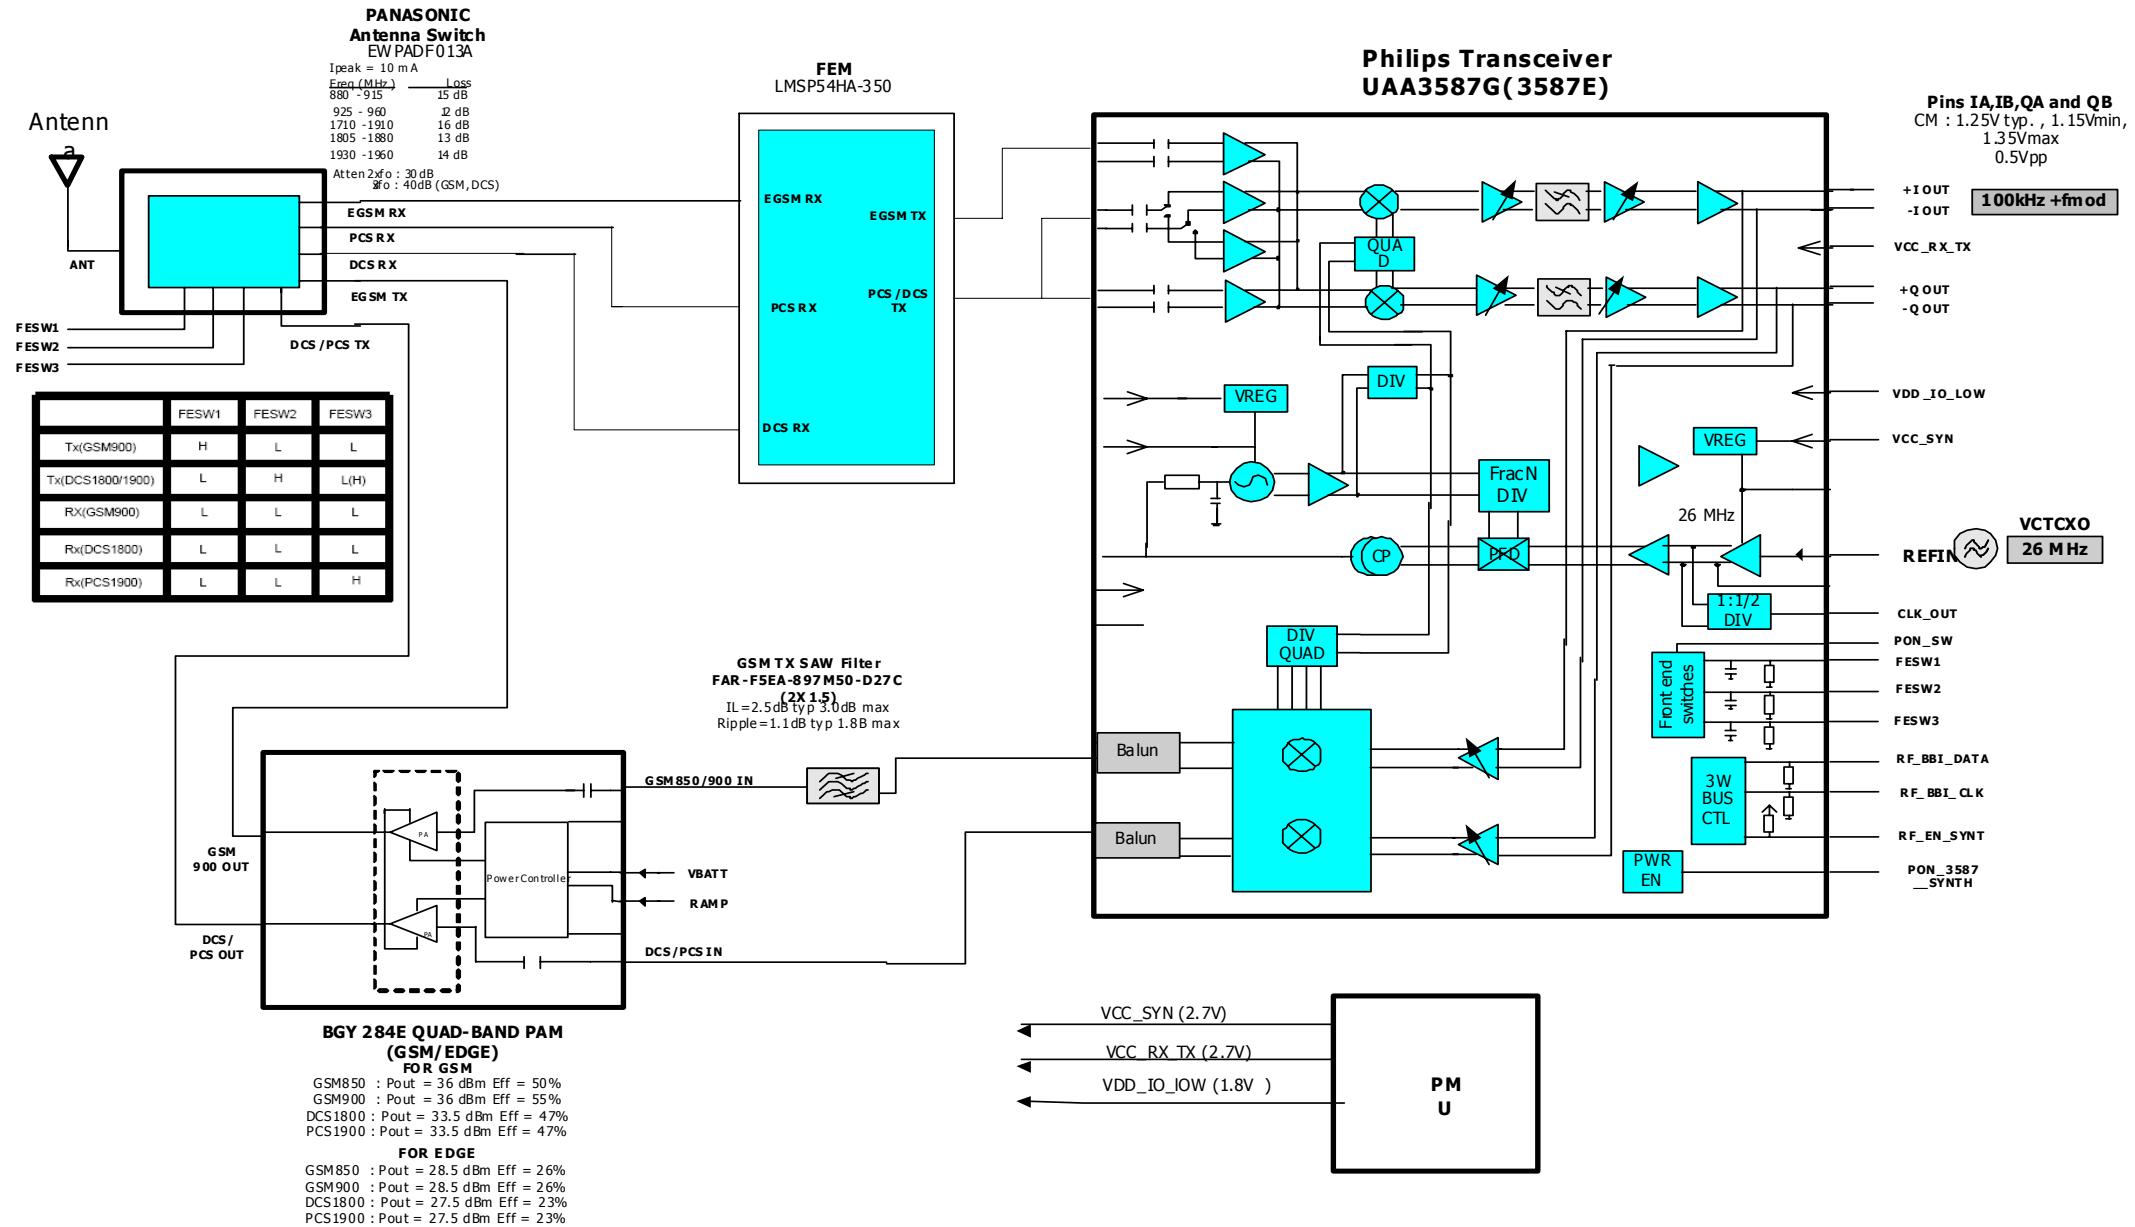 PANASONIC
Antenna Switch
EWPADF013A
Ipeak = 10 mA
Freq (MHz) Loss
880 - 915 15 dB
925 - 960 12 dB
1710 -1910 16 dB
1805 -1880 13 dB
1930 -1960 14 dB
Atten 2xfo : 30 dB
3xfo : 40dB (GSM, DCS)
Antenn
a
ANT
EGSM RX
PCS RX
DCS RX
EGSM TX
DCS/PCS TX
FESW1
FESW2
FESW3
FESW1 FESW2 FESW3
Tx(GSM900) H L L
Tx(DCS1800/1900) L H L(H)
RX(GSM900) L L L
Rx(DCS1800) L L L
Rx(PCS1900) L L H
FEM
LMSP54HA-350
EGSM RX
EGSM TX
PCS RX
PCS/DCS
TX
DCS RX
Philips Transceiver
UAA3587G(3587E)
QUA
D
DIV
VREG
FracN
DIV
CP
PFD
VREG
26 MHz
1:1/2
DIV
DIV
QUAD
Front end
switches
3W
BUS
CTL
PWR
EN
Balun
Balun
Pins IA,IB,QA and QB
CM : 1.25V typ. , 1.15Vmin,
1.35Vmax
0.5Vpp
+I OUT
-I OUT
100kHz +fmod
VCC_RX_TX
+Q OUT
-Q OUT
VDD_IO_LOW
VCC_SYN
VCTCXO
REFIN
26 MHz
CLK_OUT
PON_SW
FESW1
FESW2
FESW3
RF_BBI_DATA
RF_BBI_CLK
RF_EN_SYNT
PON_3587
__SYNTH
GSM TX SAW Filter
FAR-F5EA-897M50-D27C
(2X1.5)
IL=2.5dB typ 3.0dB max
Ripple=1.1dB typ 1.8B max
GSM850/900 IN
PA
PA
Power Controller
VBATT
RAMP
DCS/PCS IN
GSM
900 OUT
DCS/
PCS OUT
BGY 284E QUAD-BAND PAM
(GSM/EDGE)
FOR GSM
GSM850 : Pout = 36 dBm Eff = 50%
GSM900 : Pout = 36 dBm Eff = 55%
DCS1800 : Pout = 33.5 dBm Eff = 47%
PCS1900 : Pout = 33.5 dBm Eff = 47%
FOR EDGE
GSM850 : Pout = 28.5 dBm Eff = 26%
GSM900 : Pout = 28.5 dBm Eff = 26%
DCS1800 : Pout = 27.5 dBm Eff = 23%
PCS1900 : Pout = 27.5 dBm Eff = 23%
VCC_SYN (2.7V)
VCC_RX_TX (2.7V)
VDD_IO_lOW (1.8V )
PM
U